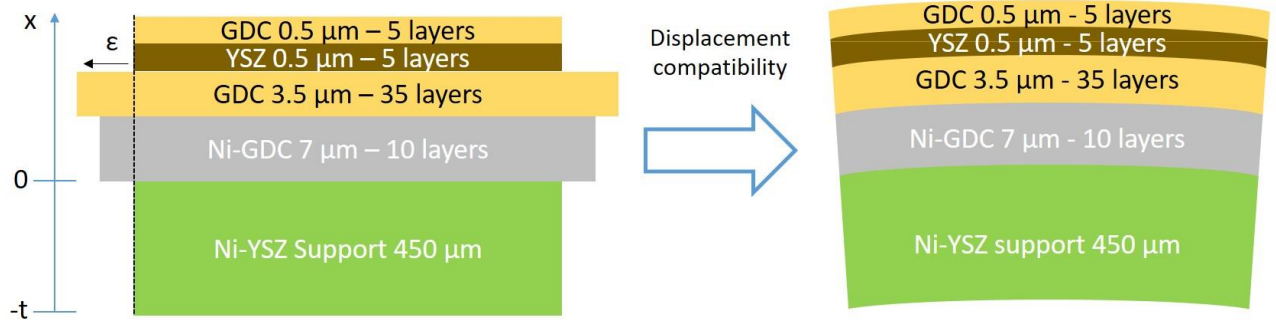 x
ε
0
-t
GDC 0.5 μm – 5 layers
YSZ 0.5 μm – 5 layers
GDC 3.5 μm – 35 layers
Ni-GDC 7 μm – 10 layers
Ni-YSZ Support 450 μm
Displacement
compatibility
GDC 0.5 μm - 5 layers
YSZ 0.5 μm - 5 layers
GDC 3.5 μm - 35 layers
Ni-GDC 7 μm - 10 layers
Ni-YSZ support 450 μm